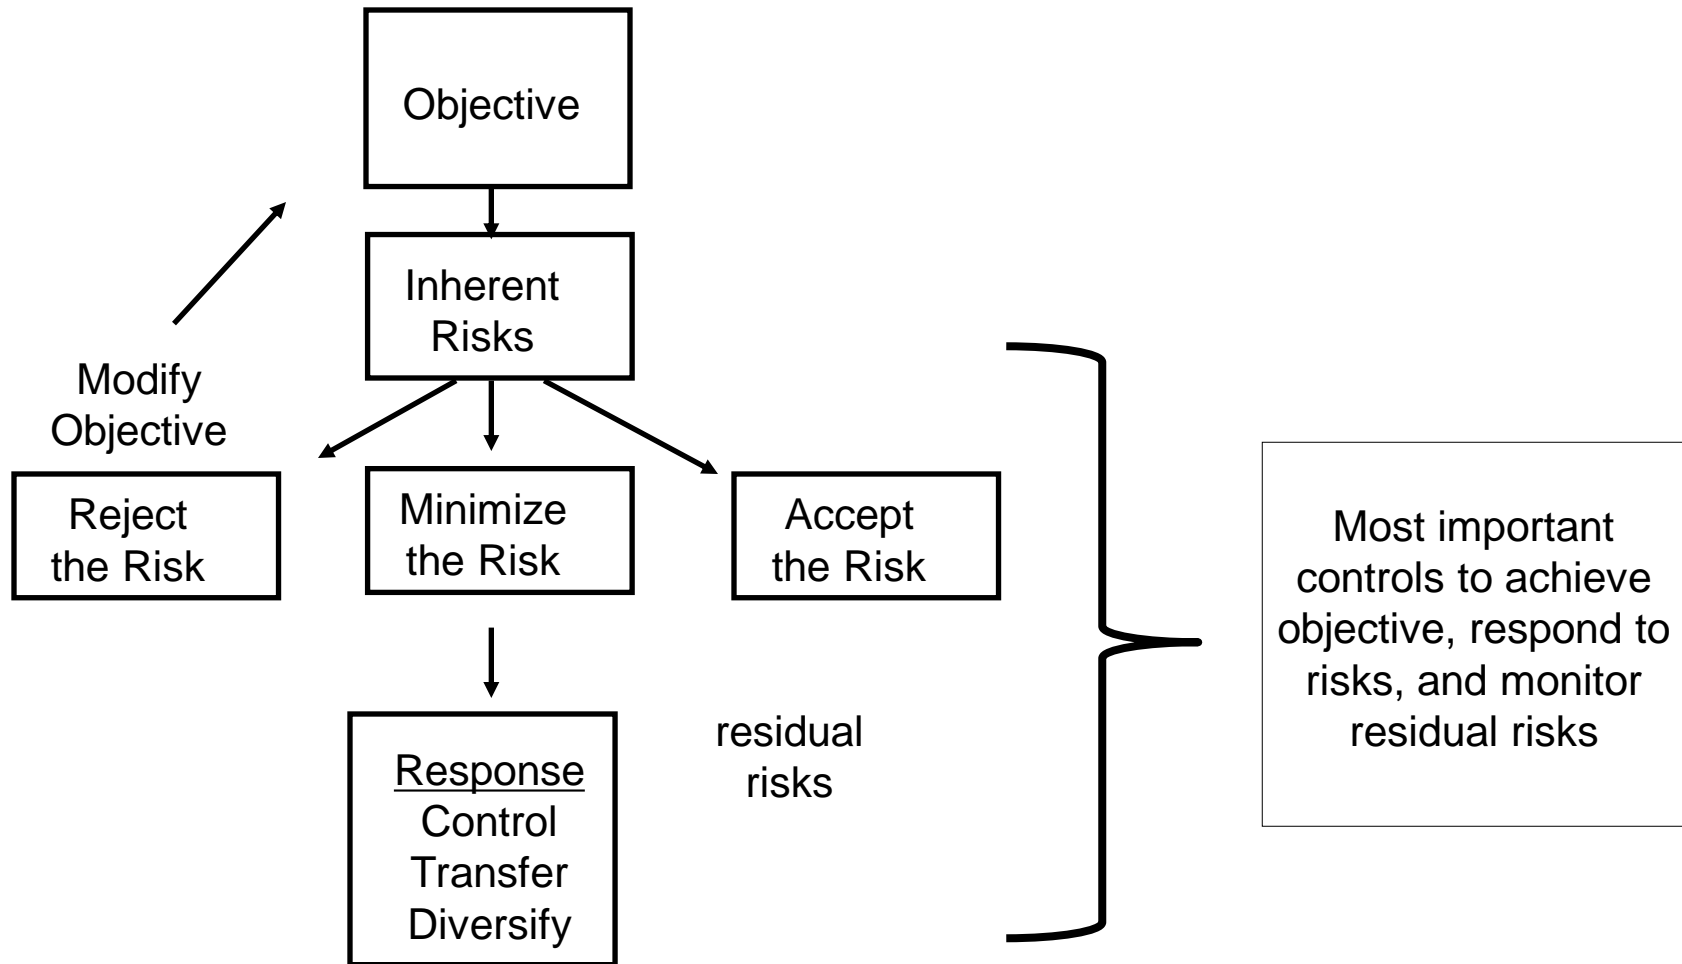 Objective
Inherent
Risks
Modify
Objective
Reject
the Risk
Minimize
the Risk
Accept
the Risk
Response
Control
Transfer
Diversify
residual
risks
Most important
controls to achieve
objective, respond to
risks, and monitor
residual risks